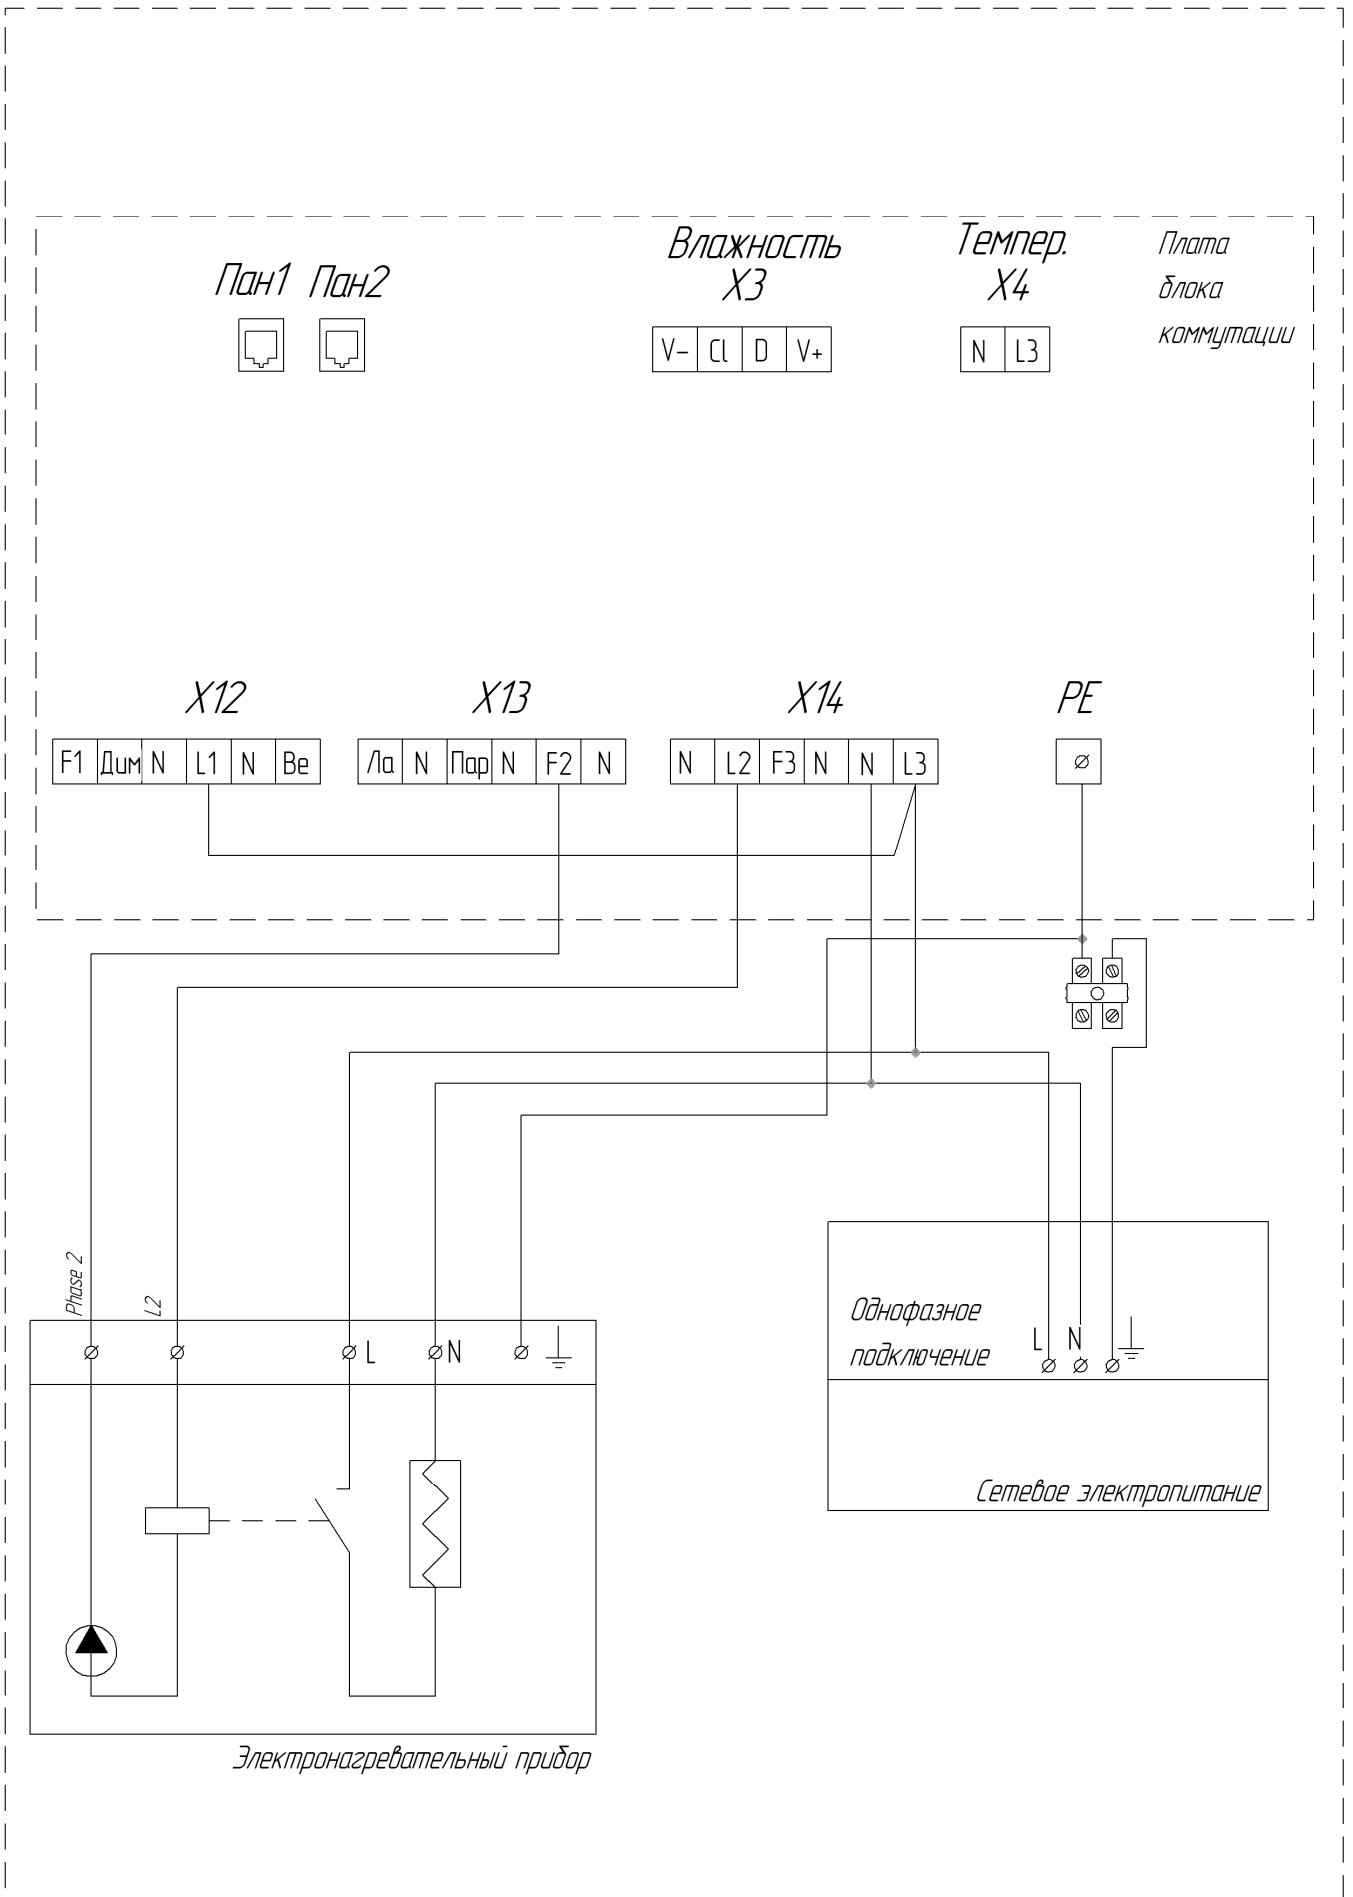 Влажность
Темпер.
Плата
Пан1 Пан2
X3
X4
блока
коммутации
V- Cl D V+
N L3
X12
X13
X14
PE
F1 Дим N L1 N Ве
Ла N Пар N F2 N
N L2 F3 N N L3
Phase 2
L2
L
N
Однофазное
подключение
L N
Сетевое электропитание
Электронагревательный прибор